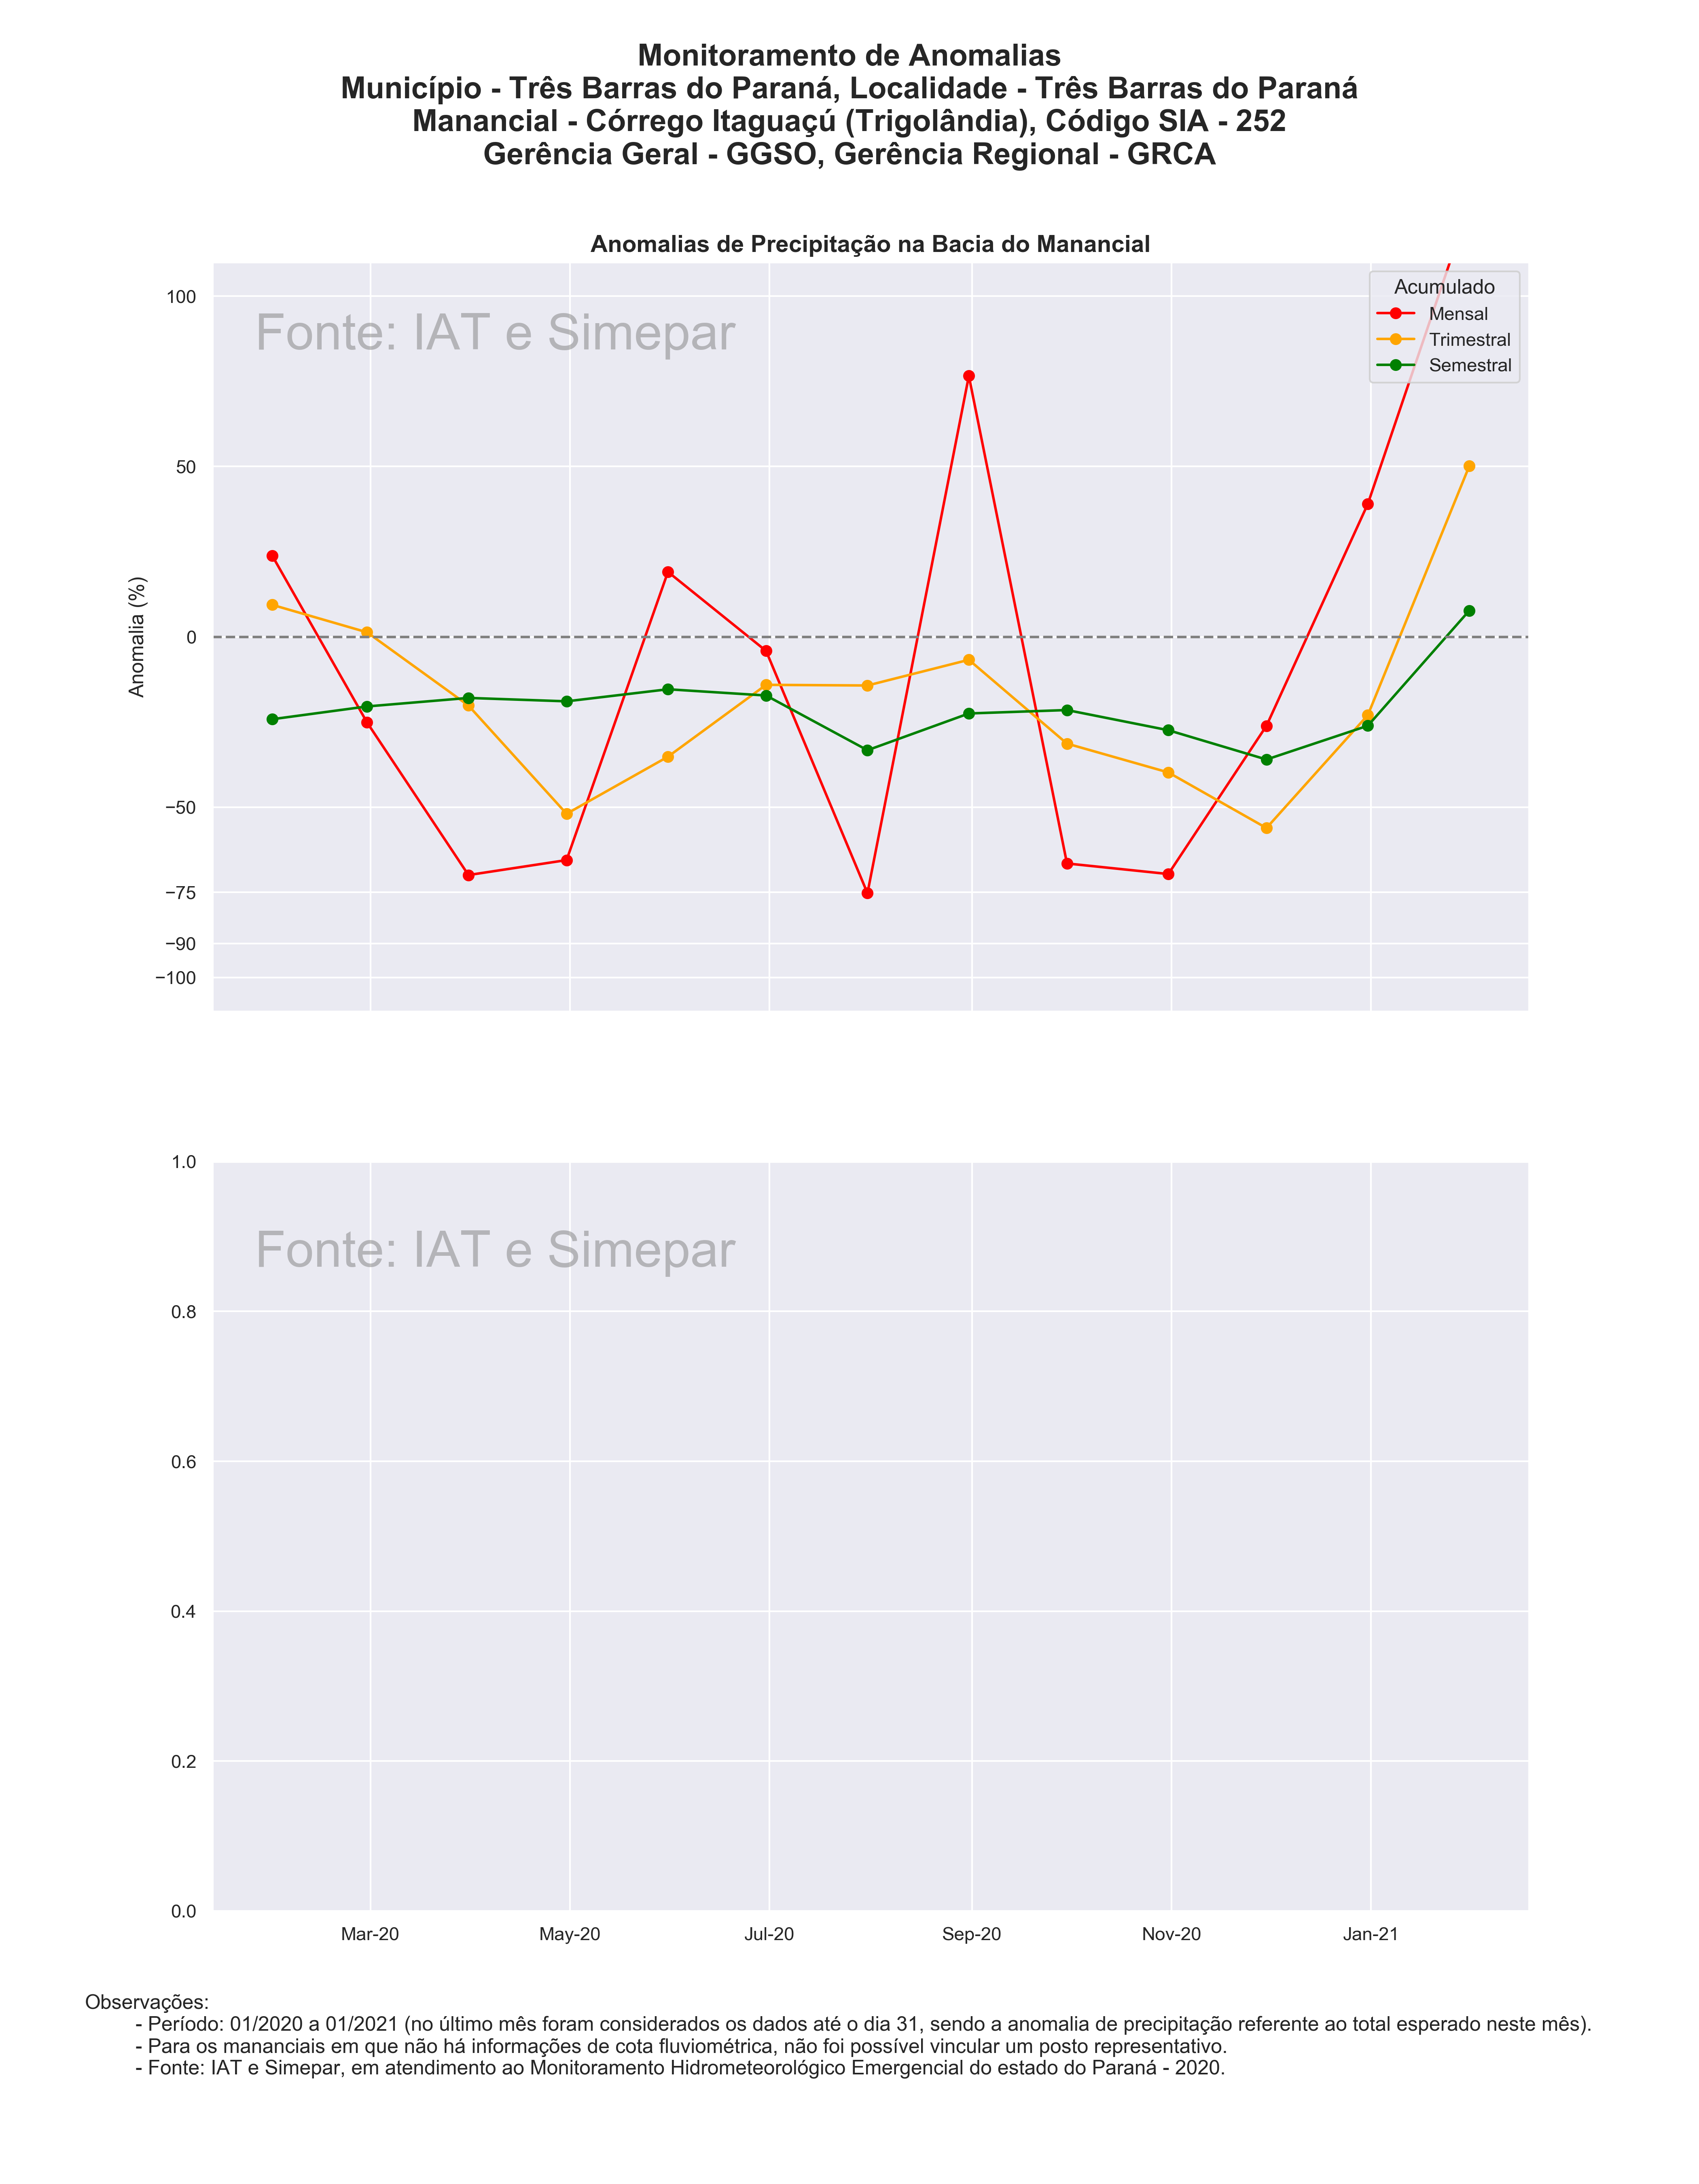 Monitoramento de Anomalias
Município - Três Barras do Paraná, Localidade - Três Barras do Paraná
Manancial - Córrego Itaguaçú (Trigolândia), Código SIA - 252
Gerência Geral - GGSO, Gerência Regional - GRCA
Anomalias de Precipitação na Bacia do Manancial
Fonte: IAT e Simepar
Acumulado
Mensal
Trimestral
Semestral
Anomalia (%)
100
50
0
−50
−75
−90
−100
Fonte: IAT e Simepar
1.0
0.8
0.6
0.4
0.2
0.0
Mar-20 May-20 Jul-20 Sep-20 Nov-20 Jan-21
Observações:
- Período: 01/2020 a 01/2021 (no último mês foram considerados os dados até o dia 31, sendo a anomalia de precipitação referente ao total esperado neste mês).
- Para os mananciais em que não há informações de cota fluviométrica, não foi possível vincular um posto representativo.
- Fonte: IAT e Simepar, em atendimento ao Monitoramento Hidrometeorológico Emergencial do estado do Paraná - 2020.